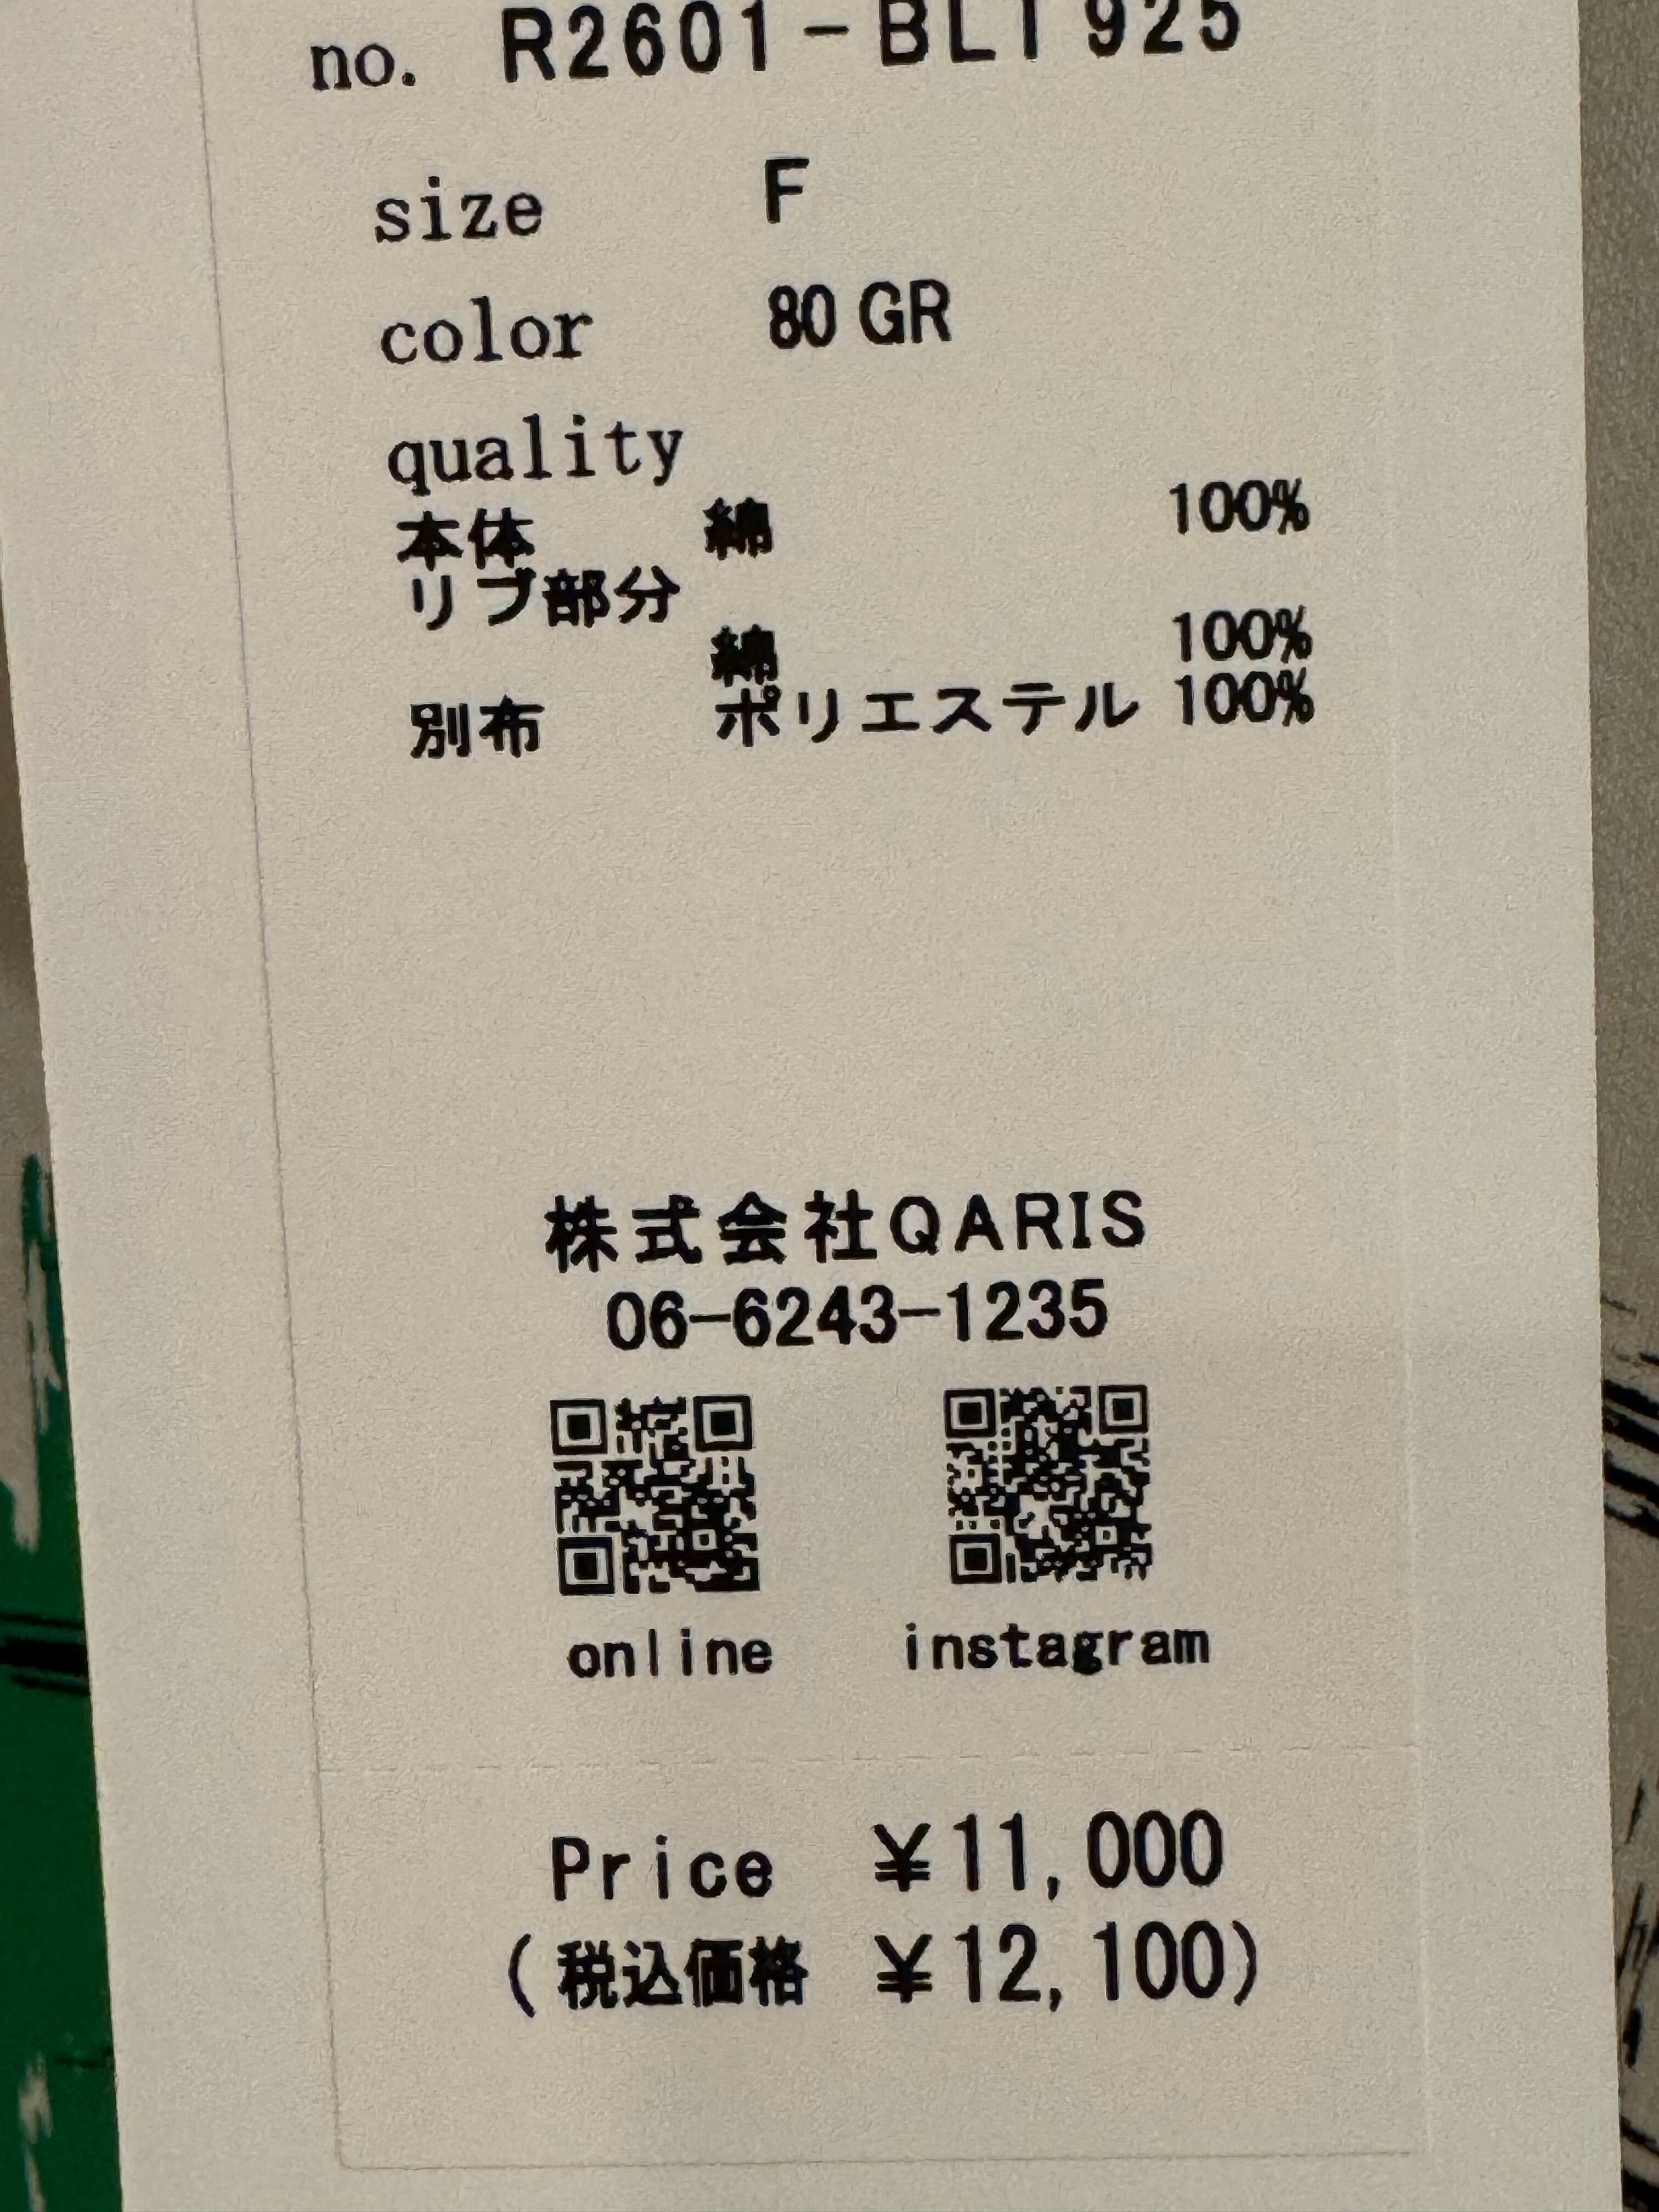 no. R2601-BLT925
size F
color 80 GR
quality
本体 綿 100%
リブ部分
綿 100%
別布 ポリエステル 100%
株式会社QARIS
06-6243-1235
online instagram
Price ¥11,000
(税込価格 ¥12,100)